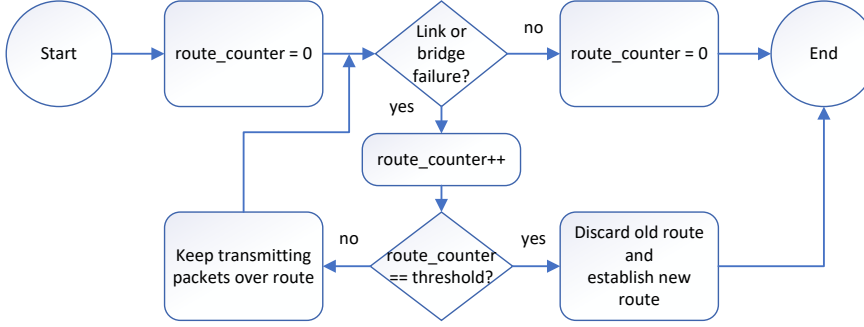 Start
route_counter = 0
Link or
bridge
failure?
no
route_counter = 0
End
yes
route_counter++
Keep transmitting
packets over route
no
route_counter
== threshold?
yes
Discard old route
and
establish new
route